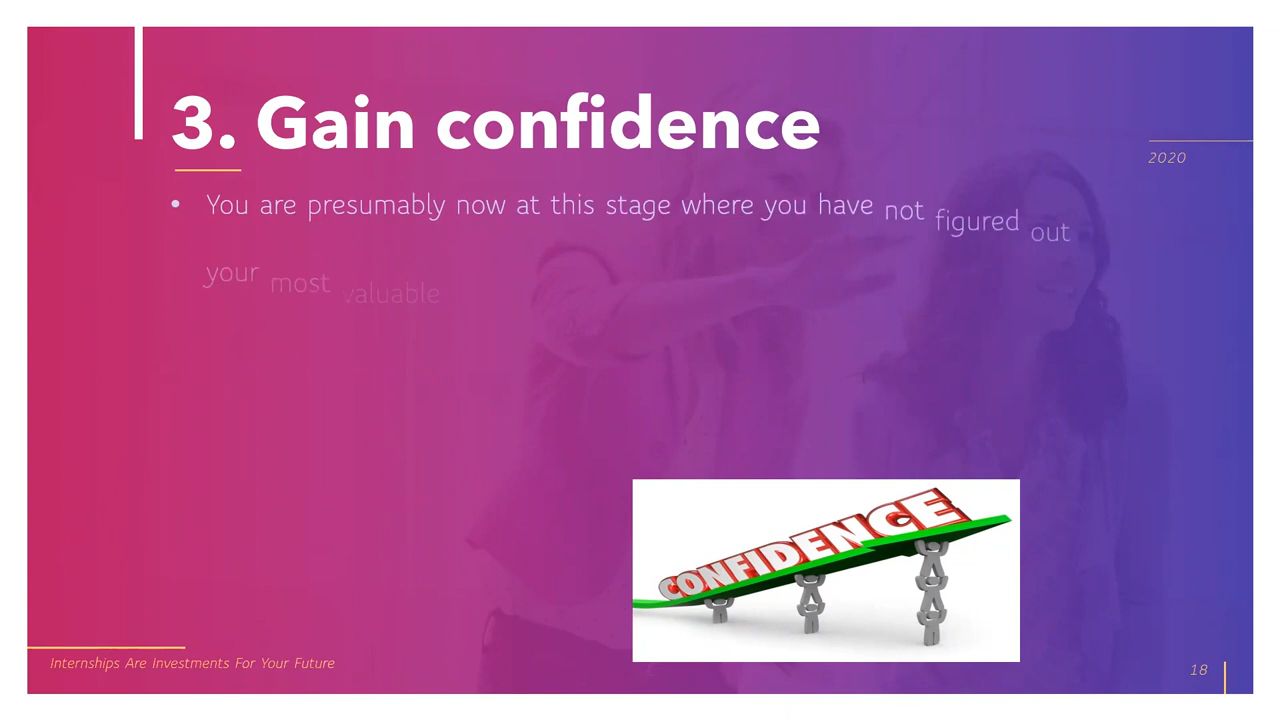 3. Gain confidence
2020
• You are presumably now at this stage where you have not figured out
your most valuable
CONFIDENCE
Internships Are Investments For Your Future
18